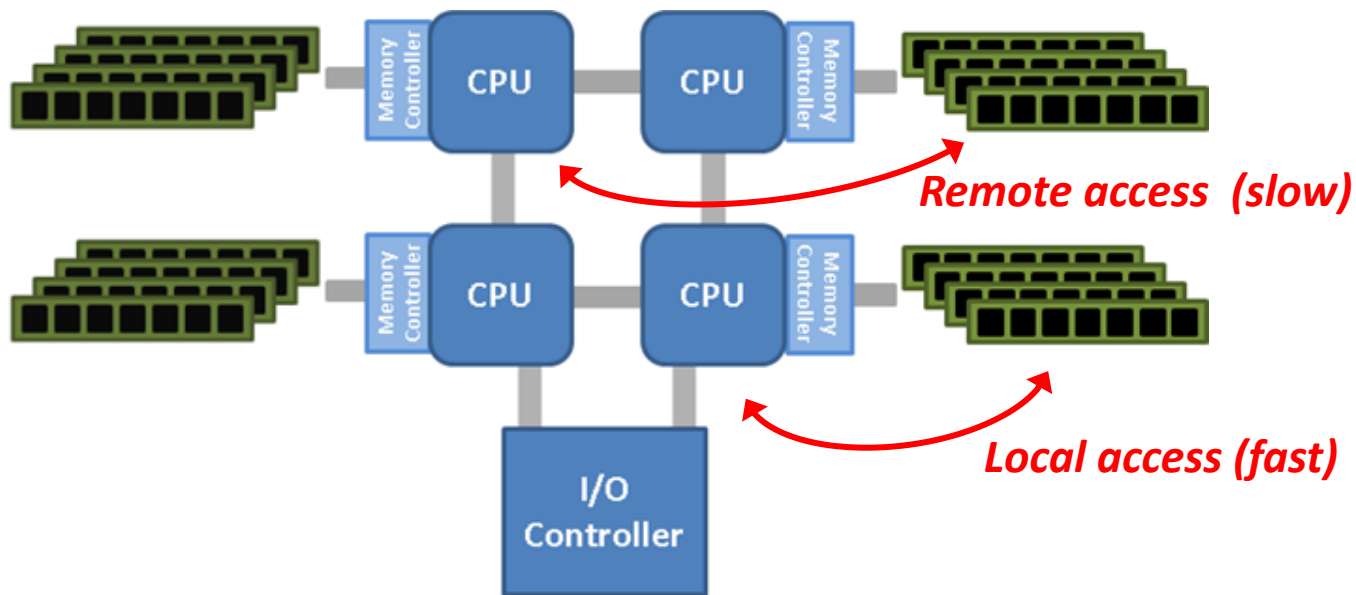 Memory
Controller
CPU
CPU
Memory
Controller
Remote access (slow)
Memory
Controller
CPU
CPU
Memory
Controller
Local access (fast)
I/O
Controller